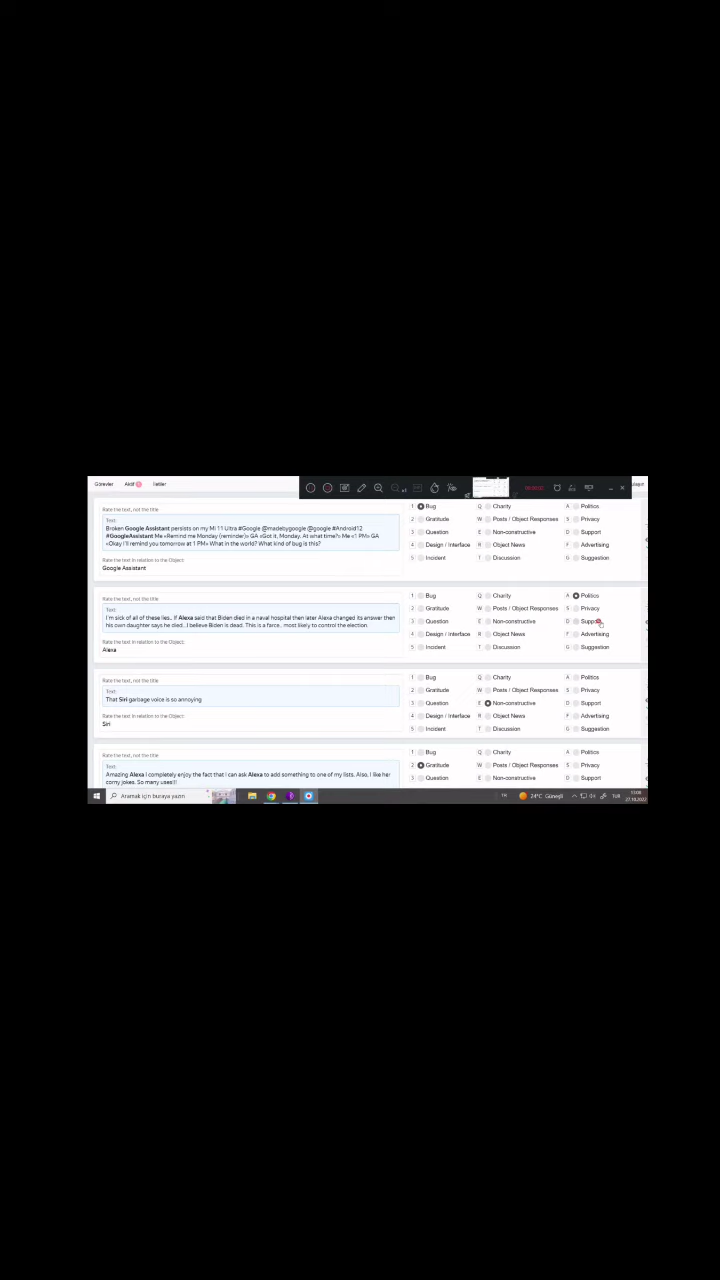 Görevler Aktif İletiler
Rate the text, not the title
Text:
Broken Google Assistant persists on my Mi 11 Ultra #Google @madebygoogle @google #Android12
#GoogleAssistant Me «Remind me Monday (reminder)» GA «Got it, Monday. At what time?» Me «1 PM» GA
«Okay I'll remind you tomorrow at 1 PM» What in the world? What kind of bug is this?
Rate the text in relation to the Object:
Google Assistant
1 Bug Q Charity A Politics
2 Gratitude W Posts / Object Responses S Privacy
3 Question E Non-constructive D Support
4 Design / Interface R Object News F Advertising
5 Incident T Discussion G Suggestion
Rate the text, not the title
Text:
I'm sick of all of these lies.. If Alexa said that Biden died in a naval hospital then later Alexa changed its answer then
his own daughter says he died...I believe Biden is dead. This is a farce.. most likely to control the election.
Rate the text in relation to the Object:
Alexa
1 Bug Q Charity A Politics
2 Gratitude W Posts / Object Responses S Privacy
3 Question E Non-constructive D Support
4 Design / Interface R Object News F Advertising
5 Incident T Discussion G Suggestion
Rate the text, not the title
Text:
That Siri garbage voice is so annoying
Rate the text in relation to the Object:
Siri
1 Bug Q Charity A Politics
2 Gratitude W Posts / Object Responses S Privacy
3 Question E Non-constructive D Support
4 Design / Interface R Object News F Advertising
5 Incident T Discussion G Suggestion
Rate the text, not the title
Text:
Amazing Alexa I completely enjoy the fact that I can ask Alexa to add something to one of my lists. Also, I like her
corny jokes. So many uses!!!
1 Bug Q Charity A Politics
2 Gratitude W Posts / Object Responses S Privacy
3 Question E Non-constructive D Support
Aramak için buraya yazın
24°C Güneşli
TUR
27.10.2022